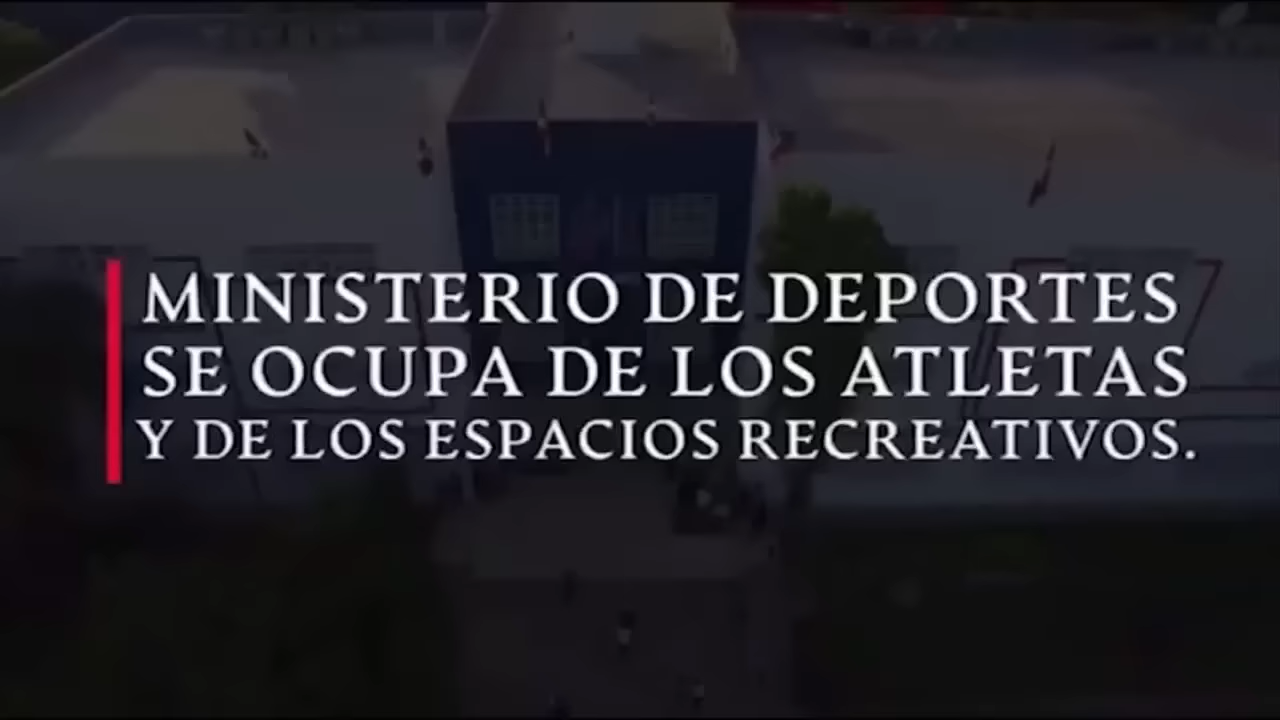 MINISTERIO DE DEPORTES
SE OCUPA DE LOS ATLETAS
Y DE LOS ESPACIOS RECREATIVOS.